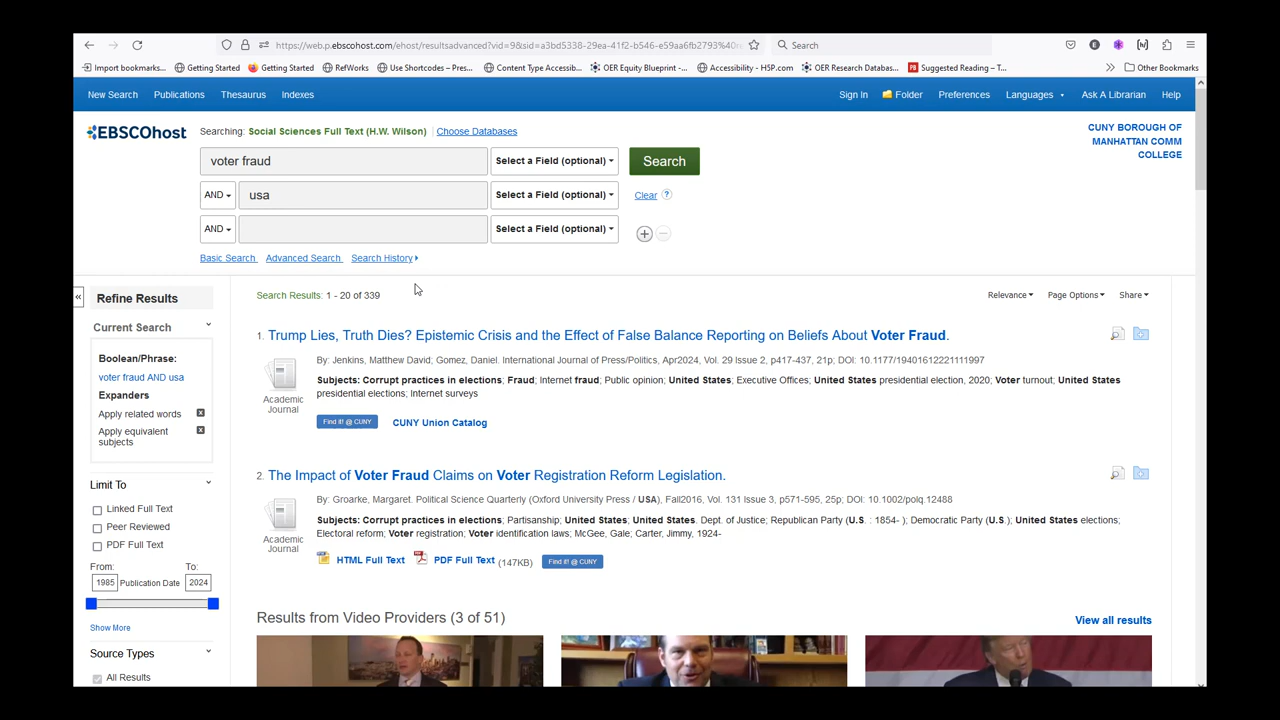 https://web.p.ebscohost.com/ehost/resultsadvanced?vid=9&sid=a3bd5338-29ea-41f2-b546-e59aa6fb2793%40
Search
Import bookmarks... Getting Started Getting Started RefWorks Use Shortcodes – Pres... Content Type Accessib... OER Equity Blueprint -... Accessibility - H5P.com OER Research Databas... Suggested Reading – T... Other Bookmarks
New Search Publications Thesaurus Indexes Sign In Folder Preferences Languages Ask A Librarian Help
EBSCOhost Searching: Social Sciences Full Text (H.W. Wilson) Choose Databases
CUNY BOROUGH OF
MANHATTAN COMM
COLLEGE
voter fraud Select a Field (optional) Search
AND usa Select a Field (optional) Clear ?
AND Select a Field (optional)
Basic Search Advanced Search Search History
« Refine Results
Current Search
Boolean/Phrase:
voter fraud AND usa
Expanders
Apply related words
Apply equivalent
subjects
Limit To
Linked Full Text
Peer Reviewed
PDF Full Text
From: To:
1985 Publication Date 2024
Show More
Source Types
All Results
Search Results: 1 - 20 of 339 Relevance Page Options Share
1. Trump Lies, Truth Dies? Epistemic Crisis and the Effect of False Balance Reporting on Beliefs About Voter Fraud.
By: Jenkins, Matthew David; Gomez, Daniel. International Journal of Press/Politics, Apr2024, Vol. 29 Issue 2, p417-437, 21p; DOI: 10.1177/19401612221111997
Subjects: Corrupt practices in elections; Fraud; Internet fraud; Public opinion; United States; Executive Offices; United States presidential election, 2020; Voter turnout; United States
presidential elections; Internet surveys
Academic
Journal
Find it! @ CUNY CUNY Union Catalog
2. The Impact of Voter Fraud Claims on Voter Registration Reform Legislation.
By: Groarke, Margaret. Political Science Quarterly (Oxford University Press / USA), Fall2016, Vol. 131 Issue 3, p571-595, 25p; DOI: 10.1002/polq.12488
Subjects: Corrupt practices in elections; Partisanship; United States; United States. Dept. of Justice; Republican Party (U.S. : 1854- ); Democratic Party (U.S.); United States elections;
Electoral reform; Voter registration; Voter identification laws; McGee, Gale; Carter, Jimmy, 1924-
Academic
Journal
HTML Full Text PDF Full Text (147KB) Find it! @ CUNY
Results from Video Providers (3 of 51) View all results